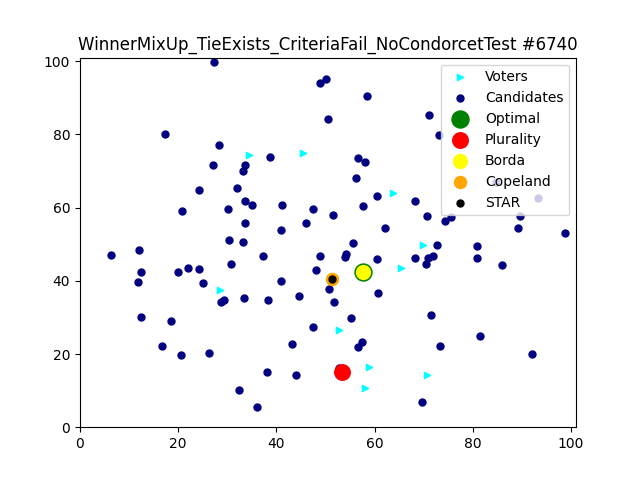 WinnerMixUp_TieExists_CriteriaFail_NoCondorcetTest #6740
100
80
60
40
20
0
0 20 40 60 80 100
Voters
Candidates
Optimal
Plurality
Borda
Copeland
STAR